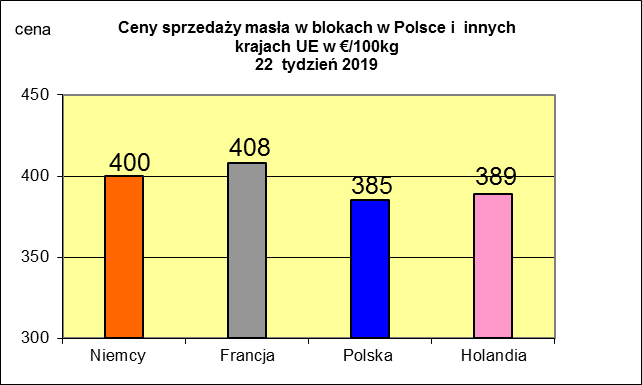 cena
Ceny sprzedaży masła w blokach w Polsce i innych
krajach UE w €/100kg
22 tydzień 2019
450
400
350
300
400
408
385
389
Niemcy
Francja
Polska
Holandia